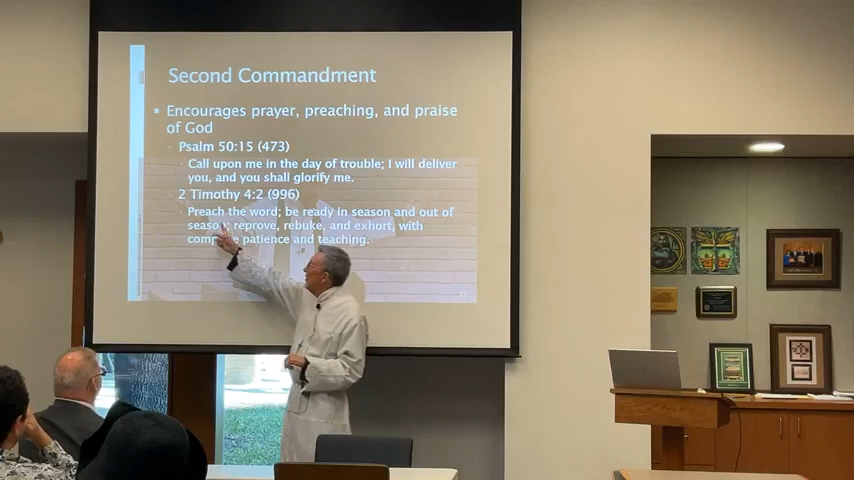 Second Commandment
Encourages prayer, preaching, and praise
of God
Psalm 50:15 (473)
Call upon me in the day of trouble; I will deliver
you, and you shall glorify me.
2 Timothy 4:2 (996)
Preach the word; be ready in season and out of
season; reprove, rebuke, and exhort, with
patience and teaching.